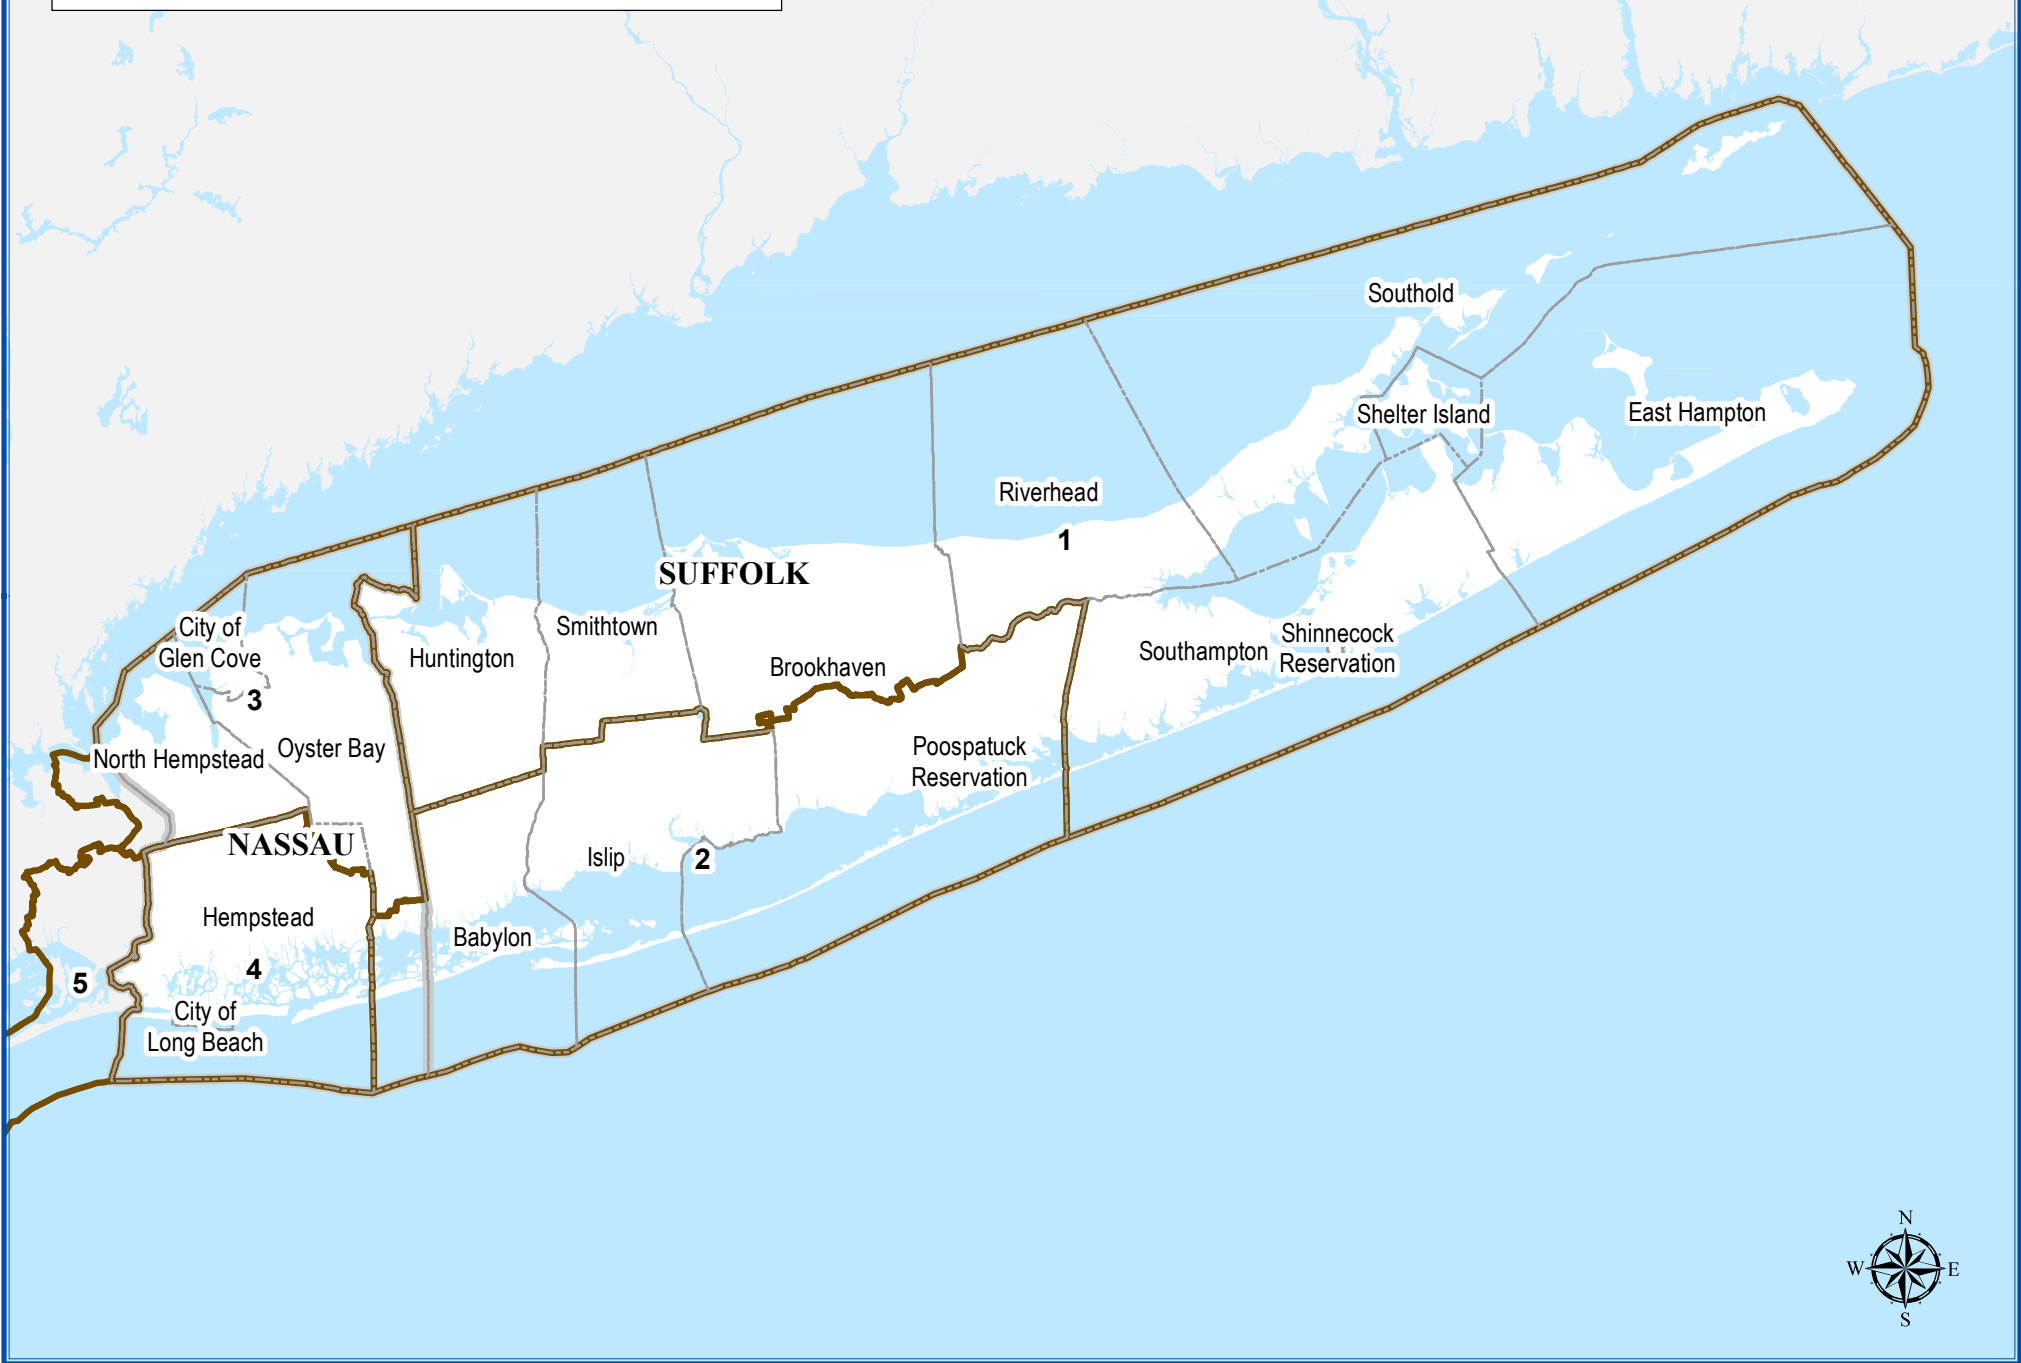 Southold
Shelter Island
East Hampton
Riverhead
1
SUFFOLK
City of
Glen Cove
Huntington
Smithtown
Brookhaven
Southampton
Shinnecock
Reservation
3
North Hempstead
Oyster Bay
Poospatuck
Reservation
NASSAU
Islip
2
Hempstead
Babylon
4
5
City of
Long Beach
N
W
E
S